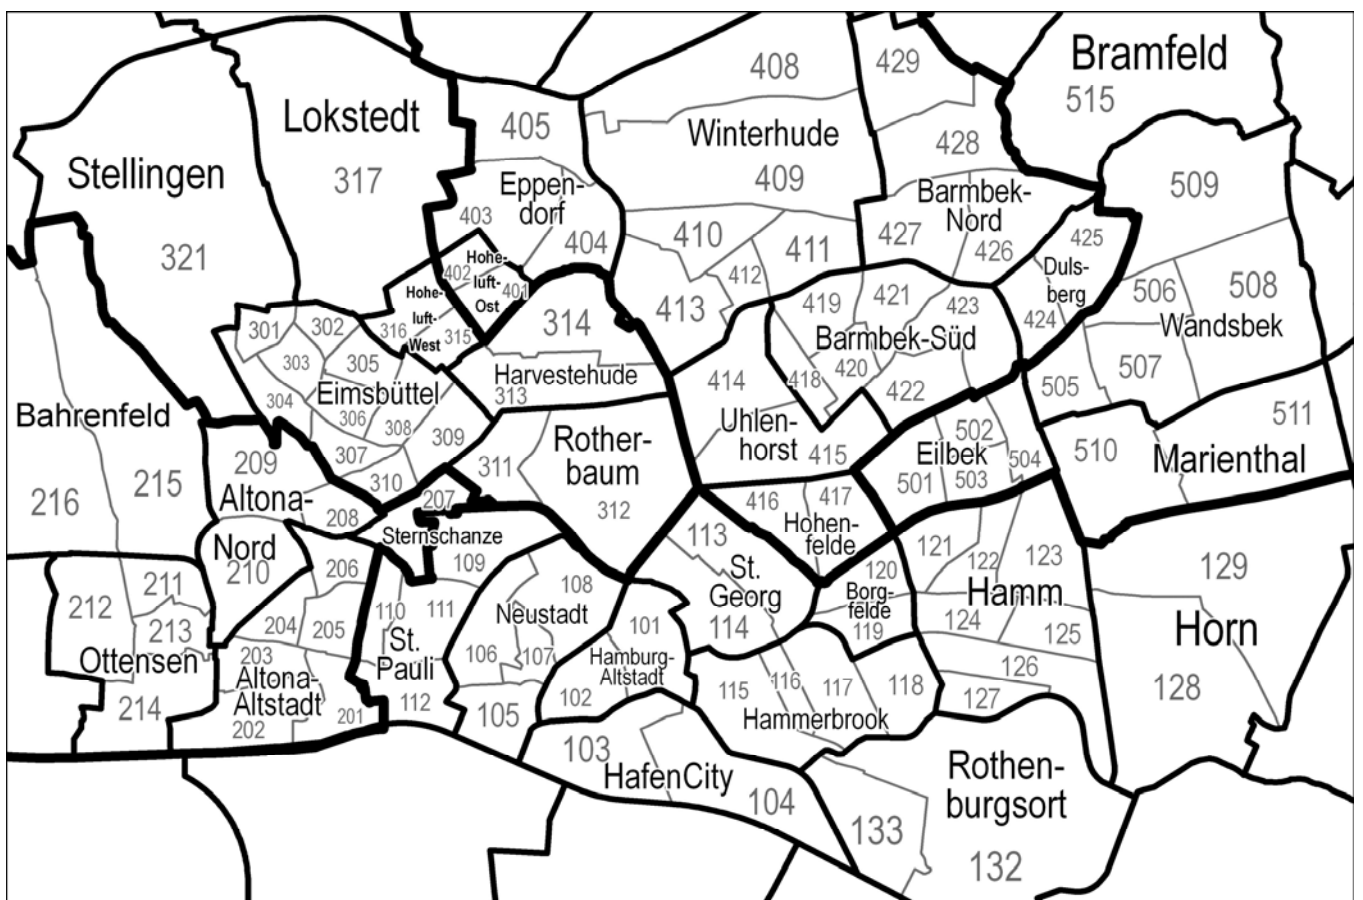 408
429
Bramfeld
515
Lokstedt
405
Winterhude
428
Stellingen
317
409
509
Eppen-
dorf
Barmbek-
Nord
403
404
410
411
427
426
425
321
402
Hohe-
luft-
Ost
401
412
Duls-
berg
506
508
Hohe-
luft-
West
316
315
413
419
421
423
424
Wandsbek
301
302
314
Barmbek-Süd
303
305
Harvestehude
313
414
418
420
422
505
507
Bahrenfeld
304
Eimsbüttel
306
308
309
Rother-
baum
Uhlen-
horst
415
502
Eilbek
501
503
504
510
511
Marienthal
209
307
310
311
312
216
215
Altona-
Nord
208
207
Sternschanze
416
417
Hohen-
felde
113
210
206
109
108
121
122
123
129
211
St.
Georg
120
Borg-
felde
119
Hamm
212
213
204
205
110
111
Neustadt
101
114
124
125
Horn
Ottensen
203
St.
Pauli
106
107
Hamburg-
Altstadt
126
128
Altona-
Altstadt
214
202
201
112
105
102
115
116
117
118
127
Hammerbrook
103
HafenCity
104
Rothen-
burgsort
133
132